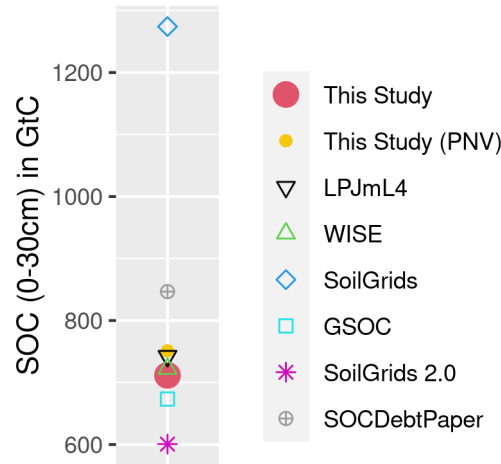 SOC (0-30cm) in GtC
1200
1000
800
600
This Study
This Study (PNV)
LPJmL4
WISE
SoilGrids
GSOC
SoilGrids 2.0
SOCDebtPaper